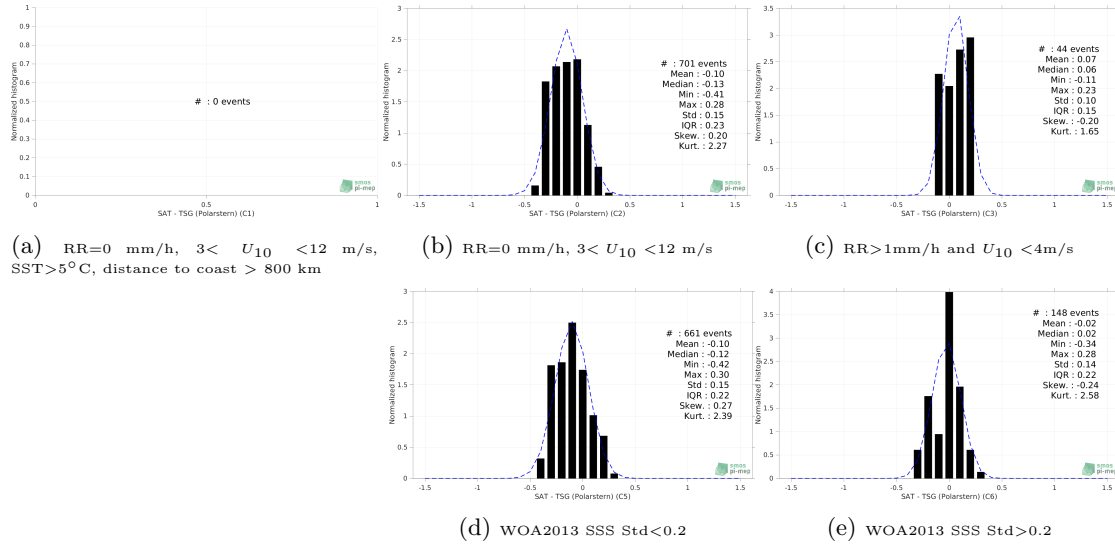 1
0.9
0.8
0.7
0.6
0.5
0.4
0.3
0.2
0.1
0
Normalized histogram
# : 0 events
smos
pi-mep
0 0.5 1
SAT - TSG (Polarstern) (C1)
(a) RR=0 mm/h, 3< U10 <12 m/s,
SST>5°C, distance to coast > 800 km
3
2.5
2
1.5
1
0.5
0
Normalized histogram
# : 701 events
Mean : -0.10
Median : -0.13
Min : -0.41
Max : 0.28
Std : 0.15
IQR : 0.23
Skew. : 0.20
Kurt. : 2.27
smos
pi-mep
-1.5 -1 -0.5 0 0.5 1 1.5
SAT - TSG (Polarstern) (C2)
(b) RR=0 mm/h, 3< U10 <12 m/s
3.5
3
2.5
2
1.5
1
0.5
0
Normalized histogram
# : 44 events
Mean : 0.07
Median : 0.06
Min : -0.11
Max : 0.23
Std : 0.10
IQR : 0.15
Skew. : -0.20
Kurt. : 1.65
smos
pi-mep
-1.5 -1 -0.5 0 0.5 1 1.5
SAT - TSG (Polarstern) (C3)
(c) RR>1mm/h and U10 <4m/s
3
2.5
2
1.5
1
0.5
0
Normalized histogram
# : 661 events
Mean : -0.10
Median : -0.12
Min : -0.42
Max : 0.30
Std : 0.15
IQR : 0.22
Skew. : 0.27
Kurt. : 2.39
smos
pi-mep
-1.5 -1 -0.5 0 0.5 1 1.5
SAT - TSG (Polarstern) (C5)
(d) WOA2013 SSS Std<0.2
4
3.5
3
2.5
2
1.5
1
0.5
0
Normalized histogram
# : 148 events
Mean : -0.02
Median : 0.02
Min : -0.34
Max : 0.28
Std : 0.14
IQR : 0.22
Skew. : -0.24
Kurt. : 2.58
smos
pi-mep
-1.5 -1 -0.5 0 0.5 1 1.5
SAT - TSG (Polarstern) (C6)
(e) WOA2013 SSS Std>0.2